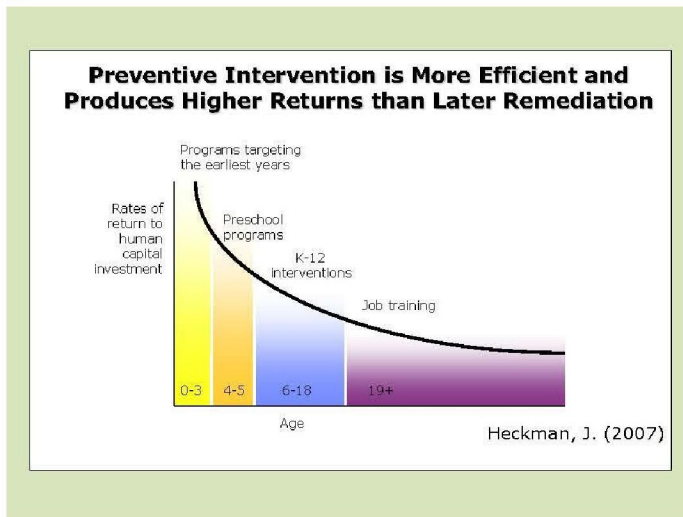 Preventive Intervention is More Efficient and
Produces Higher Returns than Later Remediation
Programs targeting
the earliest years
Rates of
return to
human
capital
investment
Preschool
programs
K-12
interventions
Job training
0-3
4-5
6-18
19+
Age
Heckman, J. (2007)